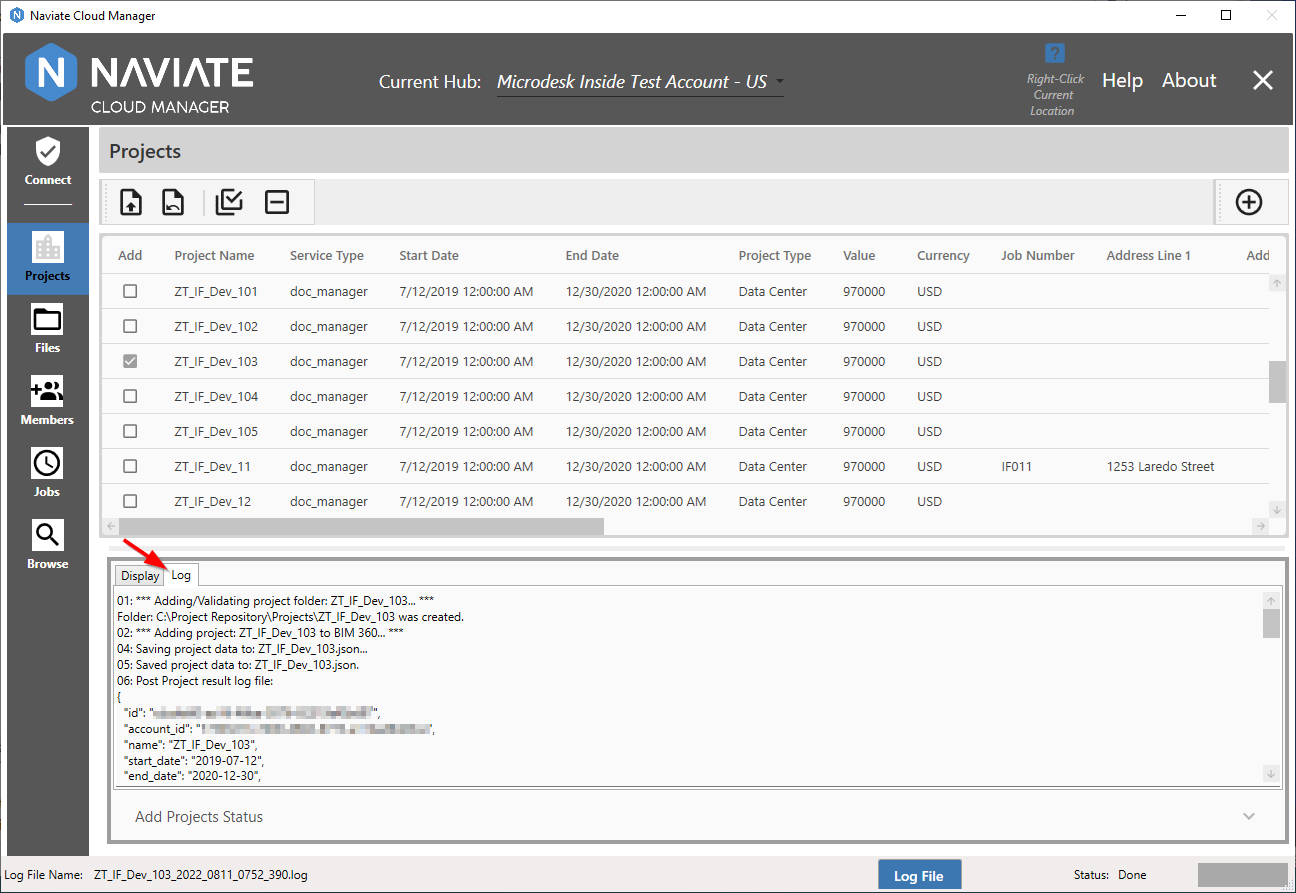 Naviate Cloud Manager
NAVIATE
CLOUD MANAGER
Current Hub: Microdesk Inside Test Account - US
?
Right-Click
Current
Location
Help
About
Connect
Projects
Files
Members
Jobs
Browse
Projects
Add Project Name Service Type Start Date End Date Project Type Value Currency Job Number Address Line 1 Add
ZT_IF_Dev_101 doc_manager 7/12/2019 12:00:00 AM 12/30/2020 12:00:00 AM Data Center 970000 USD
ZT_IF_Dev_102 doc_manager 7/12/2019 12:00:00 AM 12/30/2020 12:00:00 AM Data Center 970000 USD
ZT_IF_Dev_103 doc_manager 7/12/2019 12:00:00 AM 12/30/2020 12:00:00 AM Data Center 970000 USD
ZT_IF_Dev_104 doc_manager 7/12/2019 12:00:00 AM 12/30/2020 12:00:00 AM Data Center 970000 USD
ZT_IF_Dev_105 doc_manager 7/12/2019 12:00:00 AM 12/30/2020 12:00:00 AM Data Center 970000 USD
ZT_IF_Dev_11 doc_manager 7/12/2019 12:00:00 AM 12/30/2020 12:00:00 AM Data Center 970000 USD IF011 1253 Laredo Street
ZT_IF_Dev_12 doc_manager 7/12/2019 12:00:00 AM 12/30/2020 12:00:00 AM Data Center 970000 USD
Display Log
01: *** Adding/Validating project folder: ZT_IF_Dev_103... ***
Folder: C:\Project Repository\Projects\ZT_IF_Dev_103 was created.
02: *** Adding project: ZT_IF_Dev_103 to BIM 360... ***
04: Saving project data to: ZT_IF_Dev_103.json...
05: Saved project data to: ZT_IF_Dev_103.json.
06: Post Project result log file:
{
"id": "",
"account_id": "",
"name": "ZT_IF_Dev_103",
"start_date": "2019-07-12",
"end_date": "2020-12-30",
Add Projects Status
Log File Name: ZT_IF_Dev_103_2022_0811_0752_390.log
Log File
Status: Done